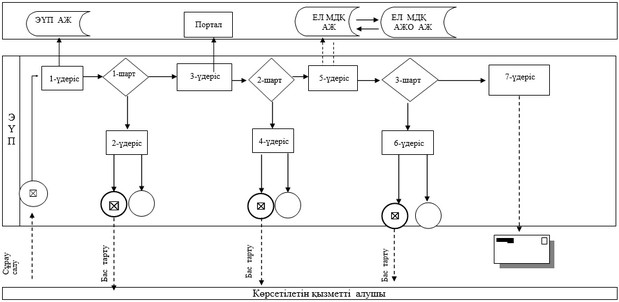 ЭҮП АЖ
Портал
ЕЛ МДҚ
АЖ
ЕЛ МДҚ
АЖО АЖ
ЭҮП
1-үдеріс
1-шарт
3-үдеріс
2-шарт
5-үдеріс
3-шарт
7-үдеріс
2-үдеріс
4-үдеріс
6-үдеріс
Сұрау
салу
Бас тарту
Бас тарту
Бас тарту
Көрсетілетін қызметті алушы